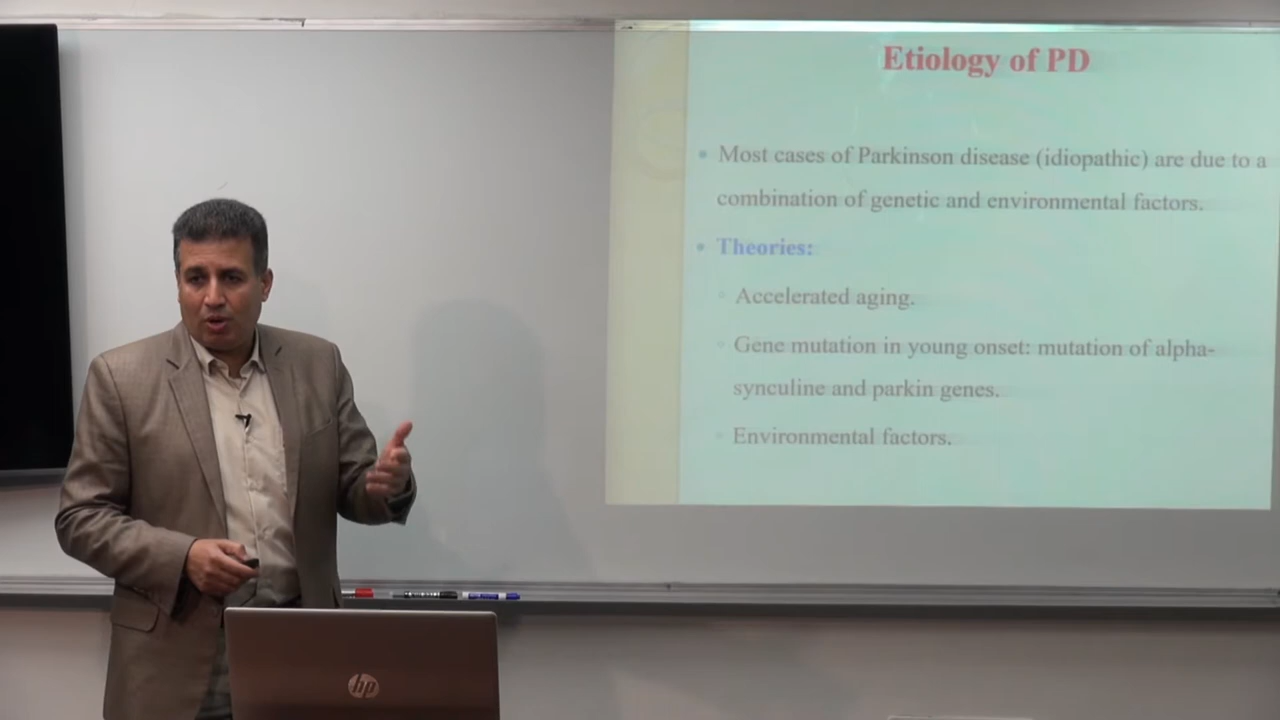 Etiology of PD
• Most cases of Parkinson disease (idiopathic) are due to a
combination of genetic and environmental factors.
• Theories:
Accelerated aging.
Gene mutation in young onset: mutation of alpha-
synculine and parkin genes.
Environmental factors.
hp